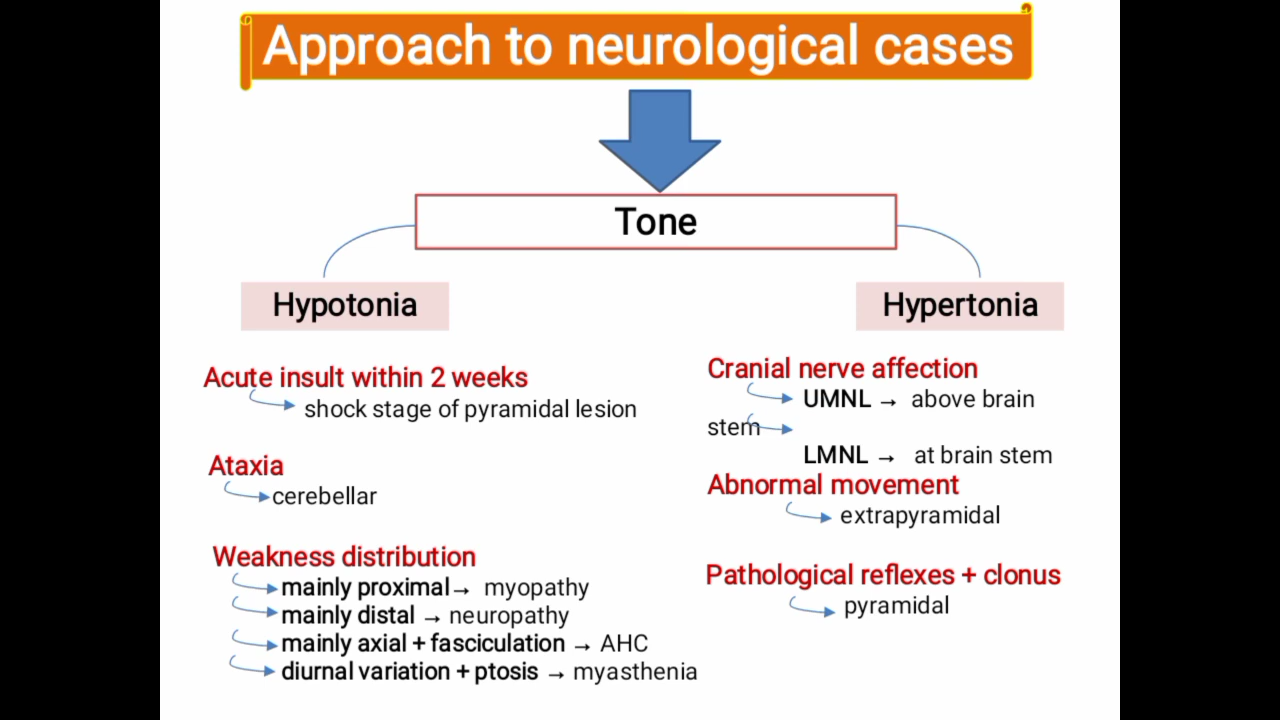 Approach to neurological cases
Tone
Hypotonia
Acute insult within 2 weeks
shock stage of pyramidal lesion
Ataxia
cerebellar
Weakness distribution
mainly proximal→ myopathy
mainly distal → neuropathy
mainly axial + fasciculation → AHC
diurnal variation + ptosis → myasthenia
Hypertonia
Cranial nerve affection
UMNL → above brain
stem
LMNL → at brain stem
Abnormal movement
extrapyramidal
Pathological reflexes + clonus
pyramidal